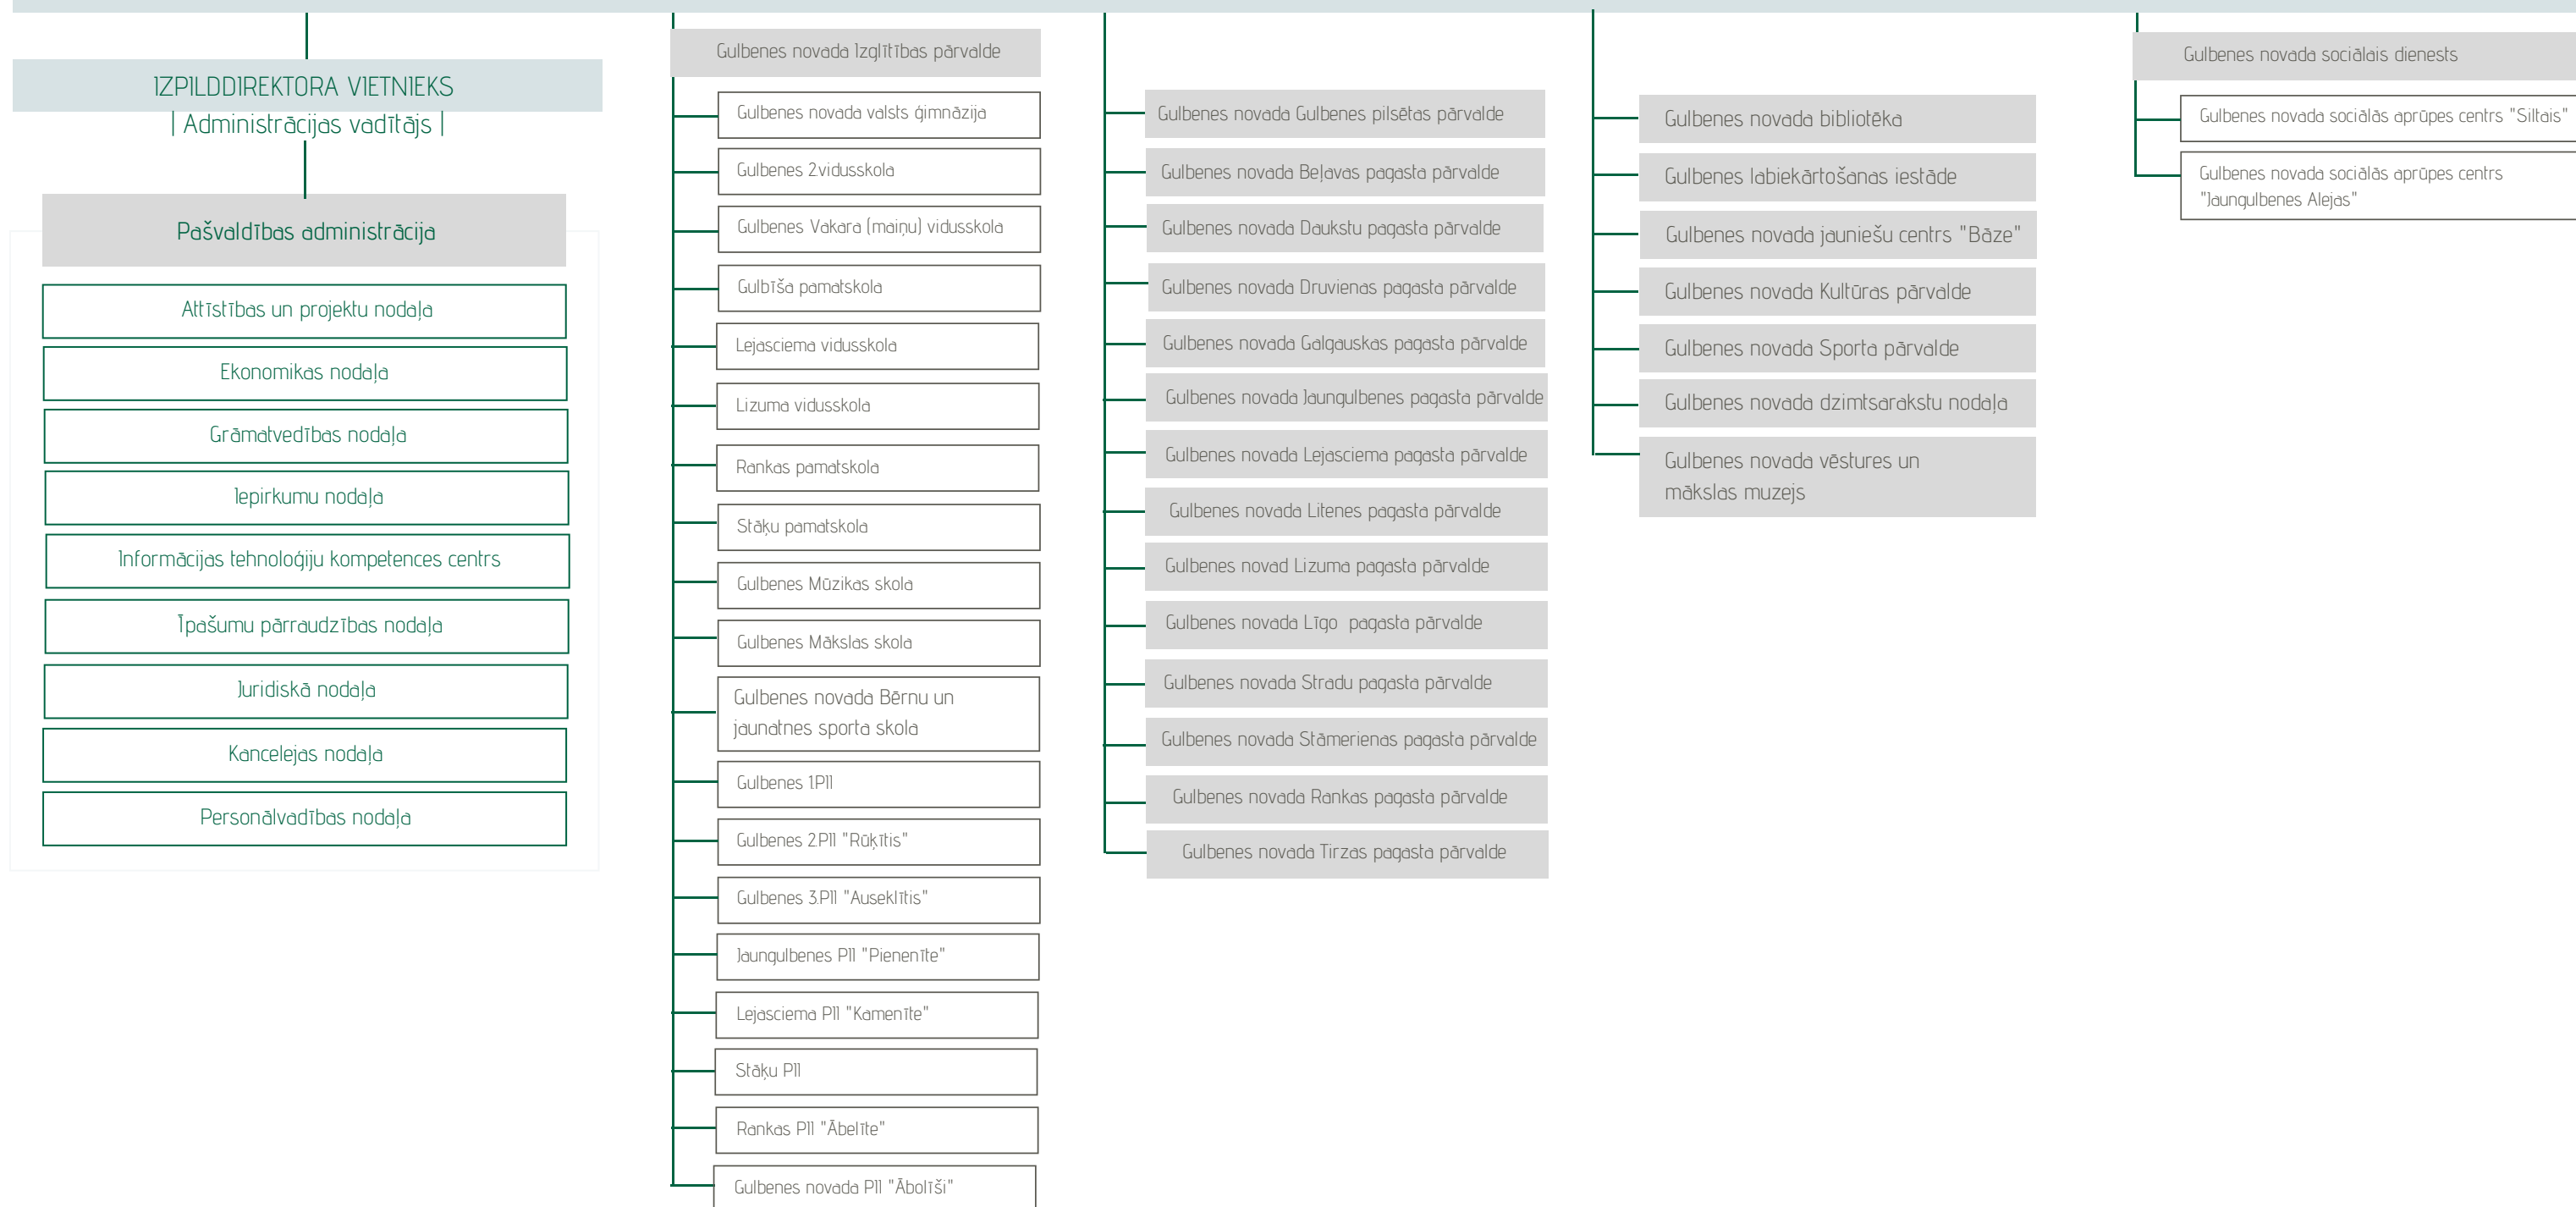 IZPILDDIREKTORA VIETNIEKS
| Administrācijas vadītājs |
Pašvaldības administrācija
Attīstības un projektu nodaļa
Ekonomikas nodaļa
Grāmatvedības nodaļa
Iepirkumu nodaļa
Informācijas tehnoloģiju kompetences centrs
Īpašumu pārraudzības nodaļa
Juridiskā nodaļa
Kancelejas nodaļa
Personālvadības nodaļa
Gulbenes novada Izglītības pārvalde
Gulbenes novada valsts ģimnāzija
Gulbenes 2.vidusskola
Gulbenes Vakara (maiņu) vidusskola
Gulbīša pamatskola
Lejasciema vidusskola
Lizuma vidusskola
Rankas pamatskola
Stāķu pamatskola
Gulbenes Mūzikas skola
Gulbenes Mākslas skola
Gulbenes novada Bērnu un
jaunatnes sporta skola
Gulbenes 1.PII
Gulbenes 2.PII "Rūķītis"
Gulbenes 3.PII "Auseklītis"
Jaungulbenes PII "Pienenīte"
Lejasciema PII "Kamenīte"
Stāķu PII
Rankas PII "Ābelīte"
Gulbenes novada PII "Ābolīši"
Gulbenes novada Gulbenes pilsētas pārvalde
Gulbenes novada Beļavas pagasta pārvalde
Gulbenes novada Daukstu pagasta pārvalde
Gulbenes novada Druvienas pagasta pārvalde
Gulbenes novada Galgauskas pagasta pārvalde
Gulbenes novada Jaungulbenes pagasta pārvalde
Gulbenes novada Lejasciema pagasta pārvalde
Gulbenes novada Litenes pagasta pārvalde
Gulbenes novad Lizuma pagasta pārvalde
Gulbenes novada Līgo pagasta pārvalde
Gulbenes novada Stradu pagasta pārvalde
Gulbenes novada Stāmerienas pagasta pārvalde
Gulbenes novada Rankas pagasta pārvalde
Gulbenes novada Tirzas pagasta pārvalde
Gulbenes novada bibliotēka
Gulbenes labiekārtošanas iestāde
Gulbenes novada jauniešu centrs "Bāze"
Gulbenes novada Kultūras pārvalde
Gulbenes novada Sporta pārvalde
Gulbenes novada dzimtsarakstu nodaļa
Gulbenes novada vēstures un
mākslas muzejs
Gulbenes novada sociālais dienests
Gulbenes novada sociālās aprūpes centrs "Siltais"
Gulbenes novada sociālās aprūpes centrs
"Jaungulbenes Alejas"